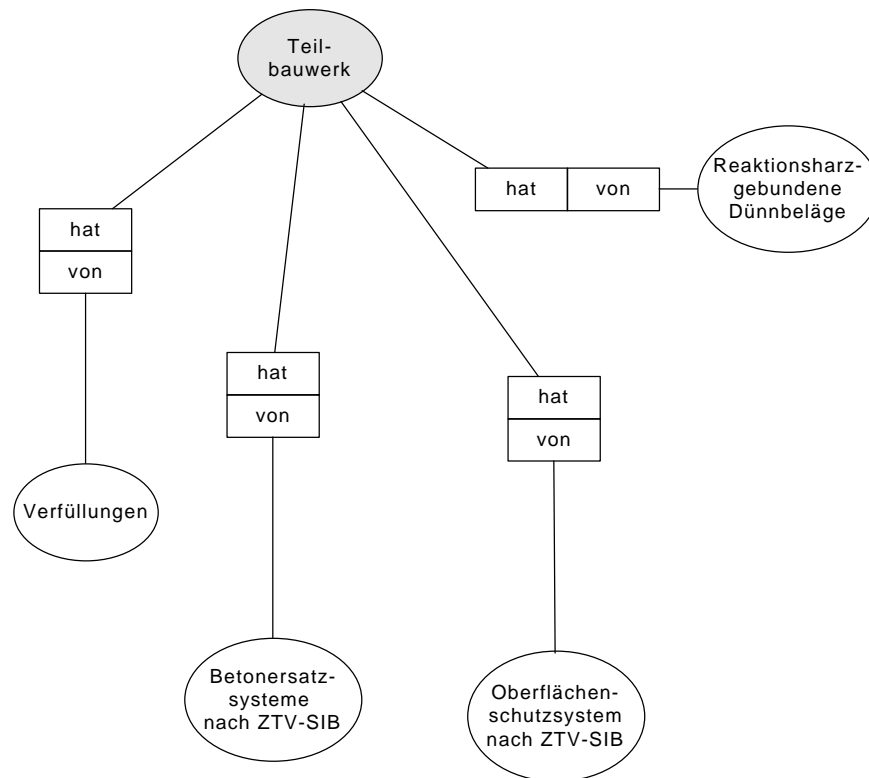 Teil-
bauwerk
Reaktionsharz-
gebundene
Dünnbeläge
hat
von
hat
von
hat
von
hat
von
Verfüllungen
Betonersatz-
systeme
nach ZTV-SIB
Oberflächen-
schutzsystem
nach ZTV-SIB